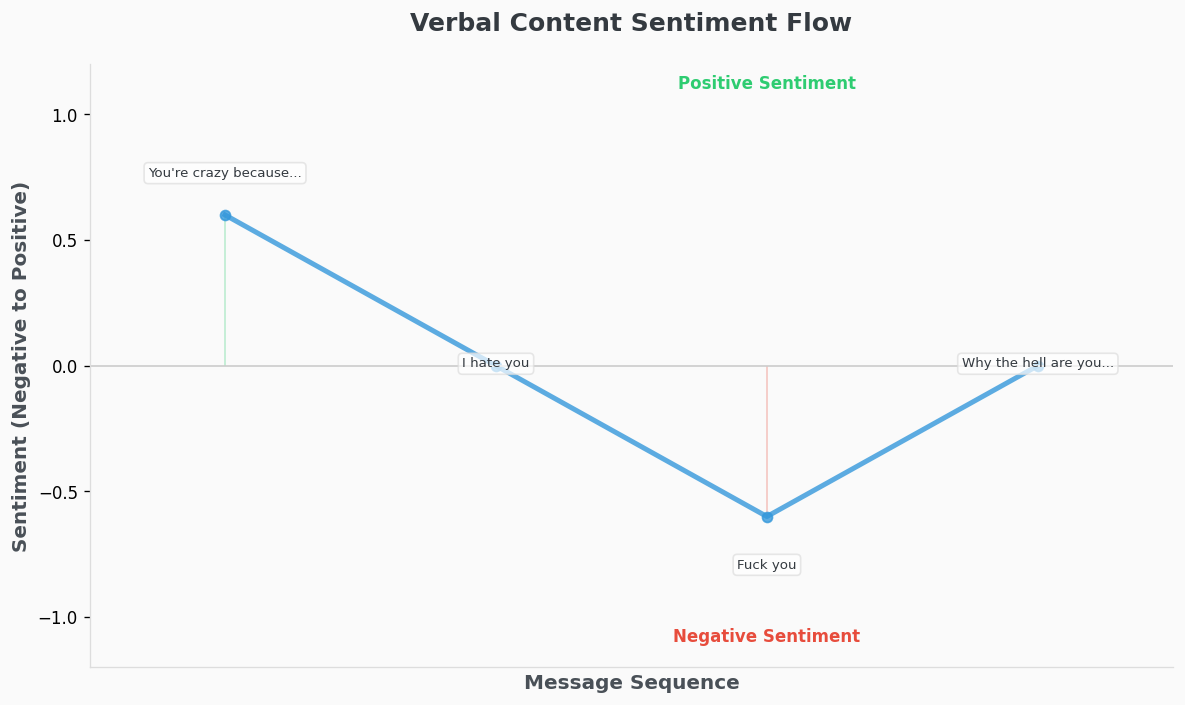 Verbal Content Sentiment Flow
Positive Sentiment
1.0
You're crazy because...
0.5
Sentiment (Negative to Positive)
I hate you
Why the hell are you...
0.0
−0.5
Fuck you
−1.0
Negative Sentiment
Message Sequence